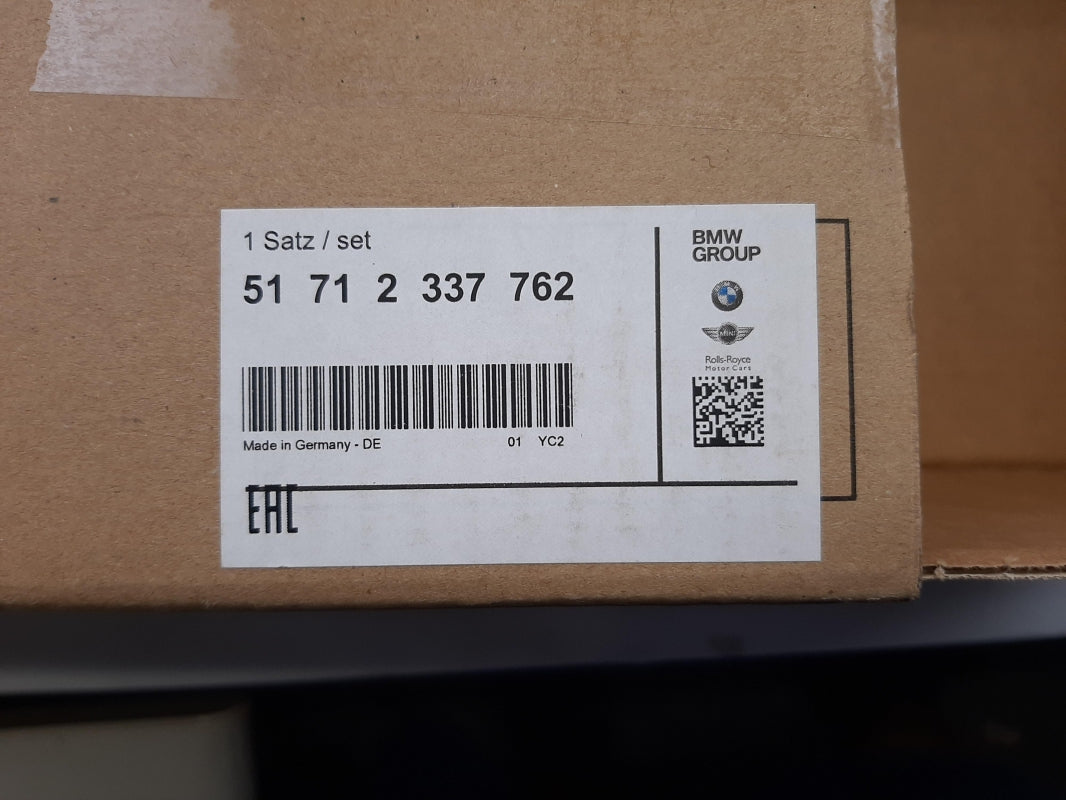 1 Satz / set
51 71 2 337 762
Made in Germany - DE 01 YC2
EAC
BMW
GROUP
MINI
Rolls-Royce
Motor Cars